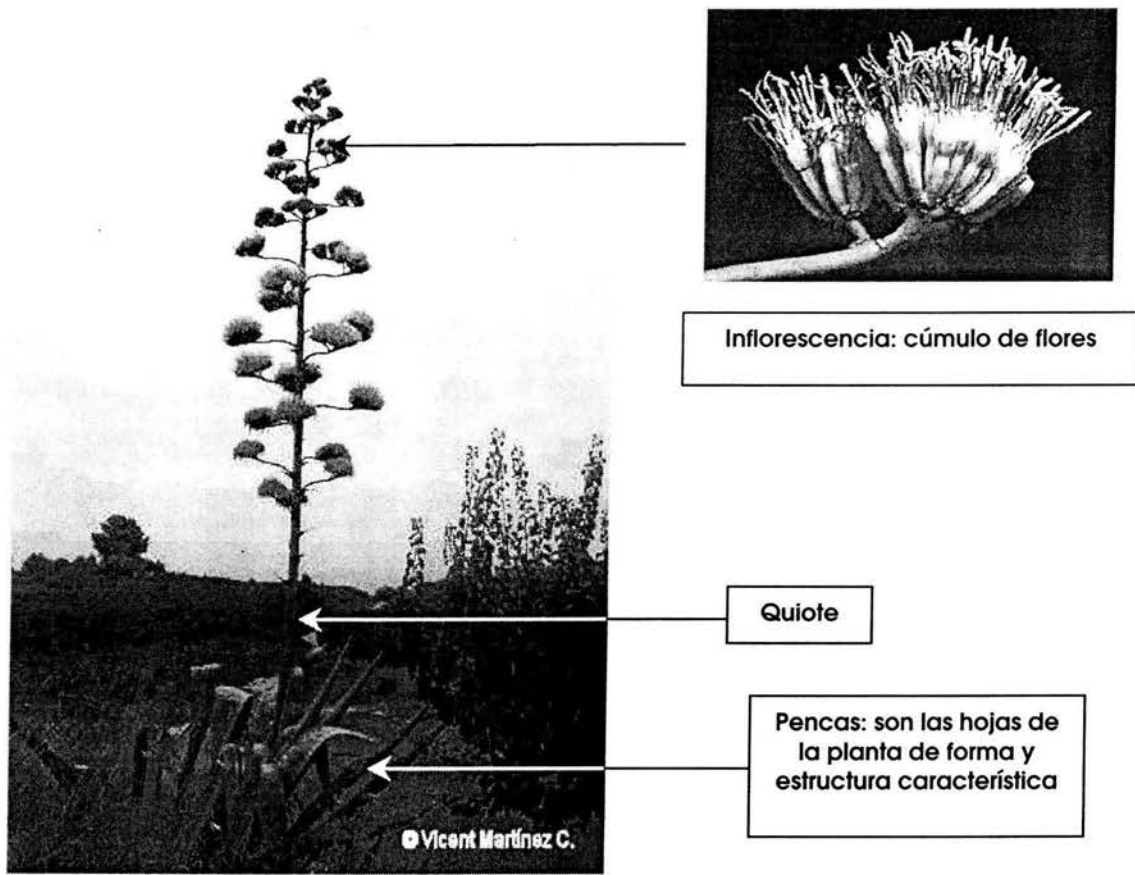 Inflorescencia: cúmulo de flores
Quiote
Pencas: son las hojas de
la planta de forma y
estructura característica
© Vicent Martínez C.